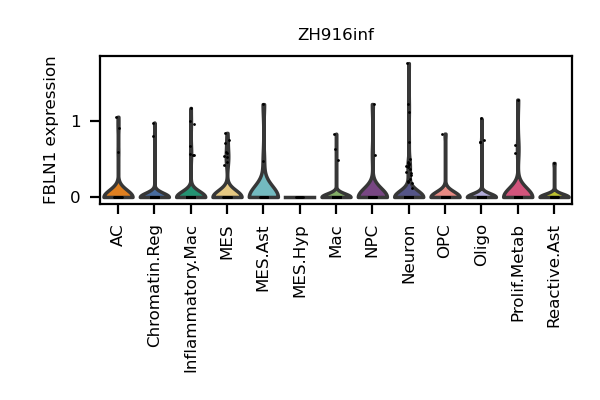 ZH916inf
FBLN1 expression
1
0
AC
Chromatin.Reg
Inflammatory.Mac
MES
MES.Ast
MES.Hyp
Mac
NPC
Neuron
OPC
Oligo
Prolif.Metab
Reactive.Ast